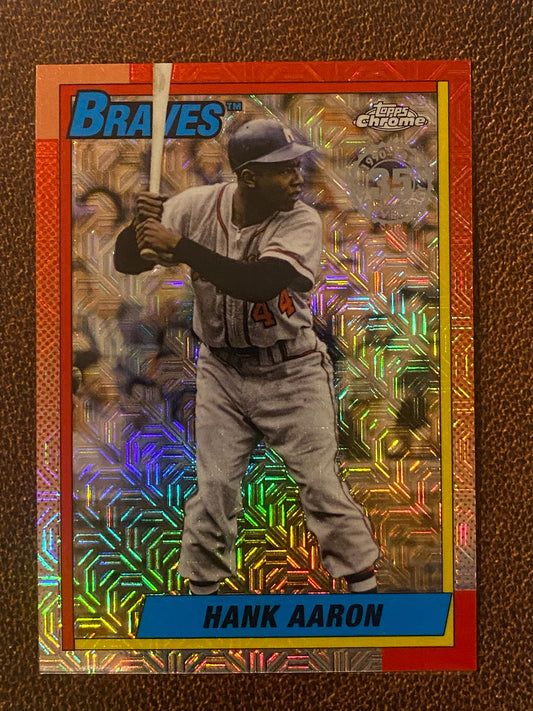 BRAVES™
Topps
Chrome
35
44
HANK AARON